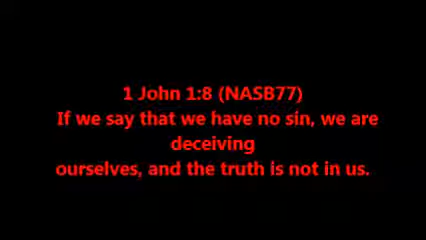 1 John 1:8 (NASB77)
If we say that we have no sin, we are
deceiving
ourselves, and the truth is not in us.